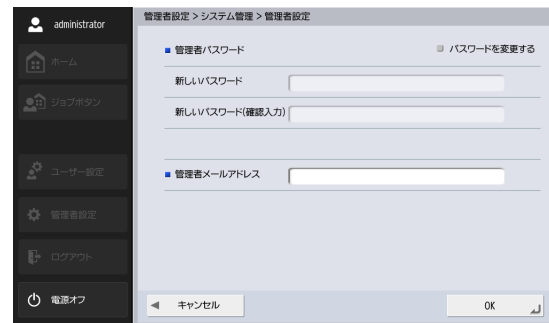 administrator
ホーム
ジョブボタン
ユーザー設定
管理者設定
ログアウト
電源オフ
管理者設定 > システム管理 > 管理者設定
管理者パスワード
パスワードを変更する
新しいパスワード
新しいパスワード(確認入力)
管理者メールアドレス
キャンセル
OK